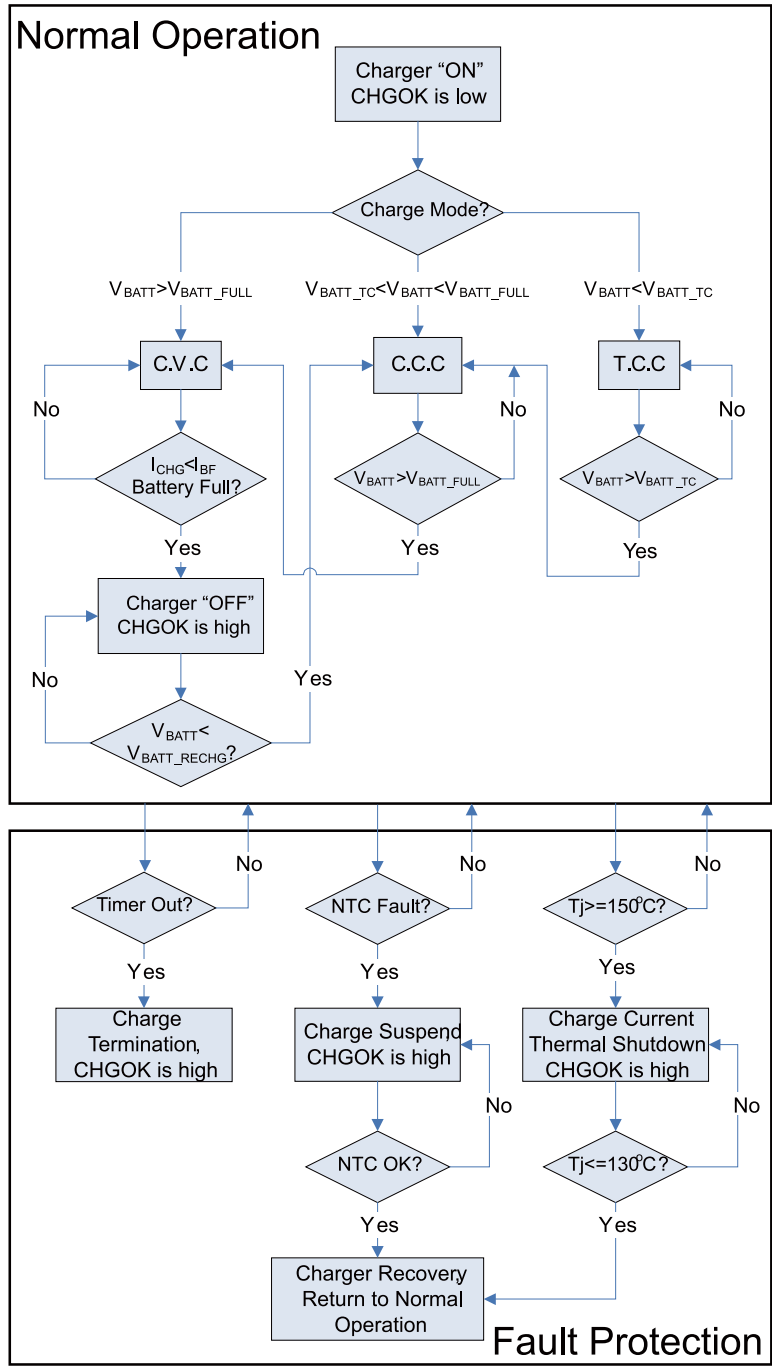 Normal Operation
Charger “ON”
CHGOK is low
Charge Mode?
VBATT>VBATT_FULL
VBATT_TC<VBATT<VBATT_FULL
VBATT<VBATT_TC
C.V.C
C.C.C
T.C.C
No
No
No
ICHG<IBF
Battery Full?
VBATT>VBATT_FULL
VBATT>VBATT_TC
Yes
Yes
Yes
Charger “OFF”
CHGOK is high
No
Yes
VBATT<
VBATT_RECHG?
No
No
No
Timer Out?
NTC Fault?
Tj>=150°C?
Yes
Yes
Yes
Charge
Termination,
CHGOK is high
Charge Suspend,
CHGOK is high
Charge Current
Thermal Shutdown
CHGOK is high
No
No
NTC OK?
Tj<=130°C?
Yes
Yes
Charger Recovery,
Return to Normal
Operation
Fault Protection